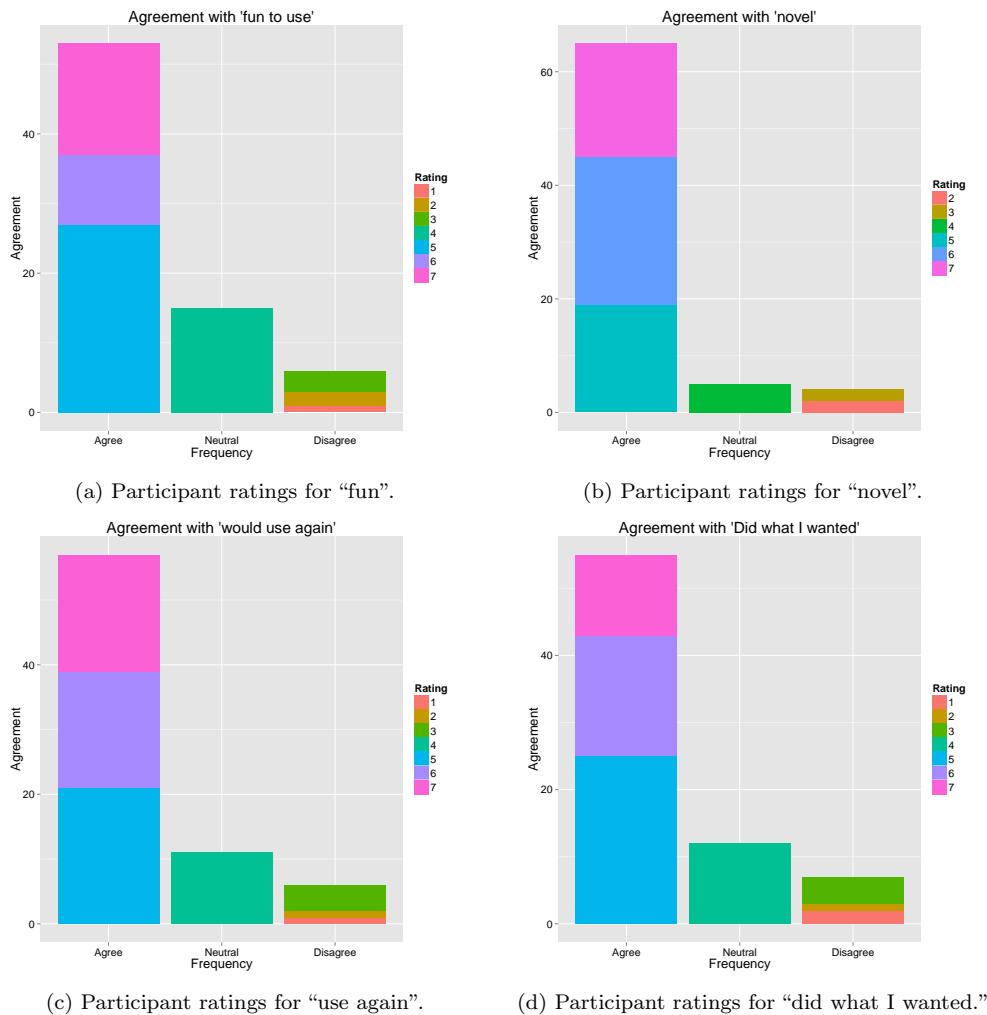 Agreement with 'fun to use'
Agreement
40
20
0
Agree
Neutral
Disagree
Frequency
Rating
1
2
3
4
5
6
7
(a) Participant ratings for “fun”.
Agreement with 'novel'
Agreement
60
40
20
0
Agree
Neutral
Disagree
Frequency
Rating
2
3
4
5
6
7
(b) Participant ratings for “novel”.
Agreement with 'would use again'
Agreement
40
20
0
Agree
Neutral
Disagree
Frequency
Rating
1
2
3
4
5
6
7
(c) Participant ratings for “use again”.
Agreement with 'Did what I wanted'
Agreement
40
20
0
Agree
Neutral
Disagree
Frequency
Rating
1
2
3
4
5
6
7
(d) Participant ratings for “did what I wanted.”